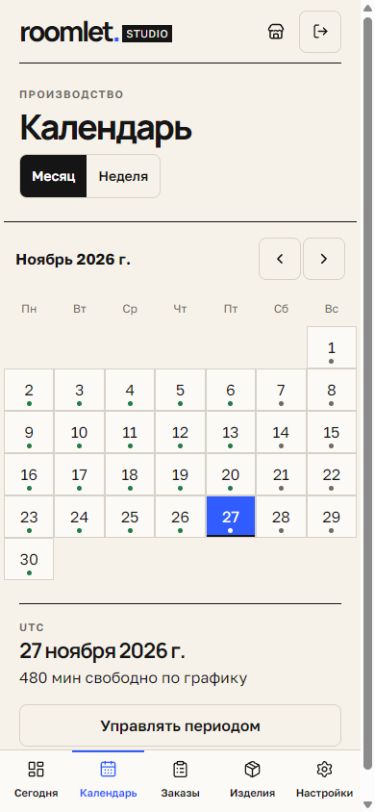 roomlet. STUDIO
ПРОИЗВОДСТВО
Календарь
Месяц Неделя
Ноябрь 2026 г.
Пн Вт Ср Чт Пт Сб Вс
1
2 3 4 5 6 7 8
9 10 11 12 13 14 15
16 17 18 19 20 21 22
23 24 25 26 27 28 29
30
UTC
27 ноября 2026 г.
480 мин свободно по графику
Управлять периодом
Сегодня Календарь Заказы Изделия Настройки